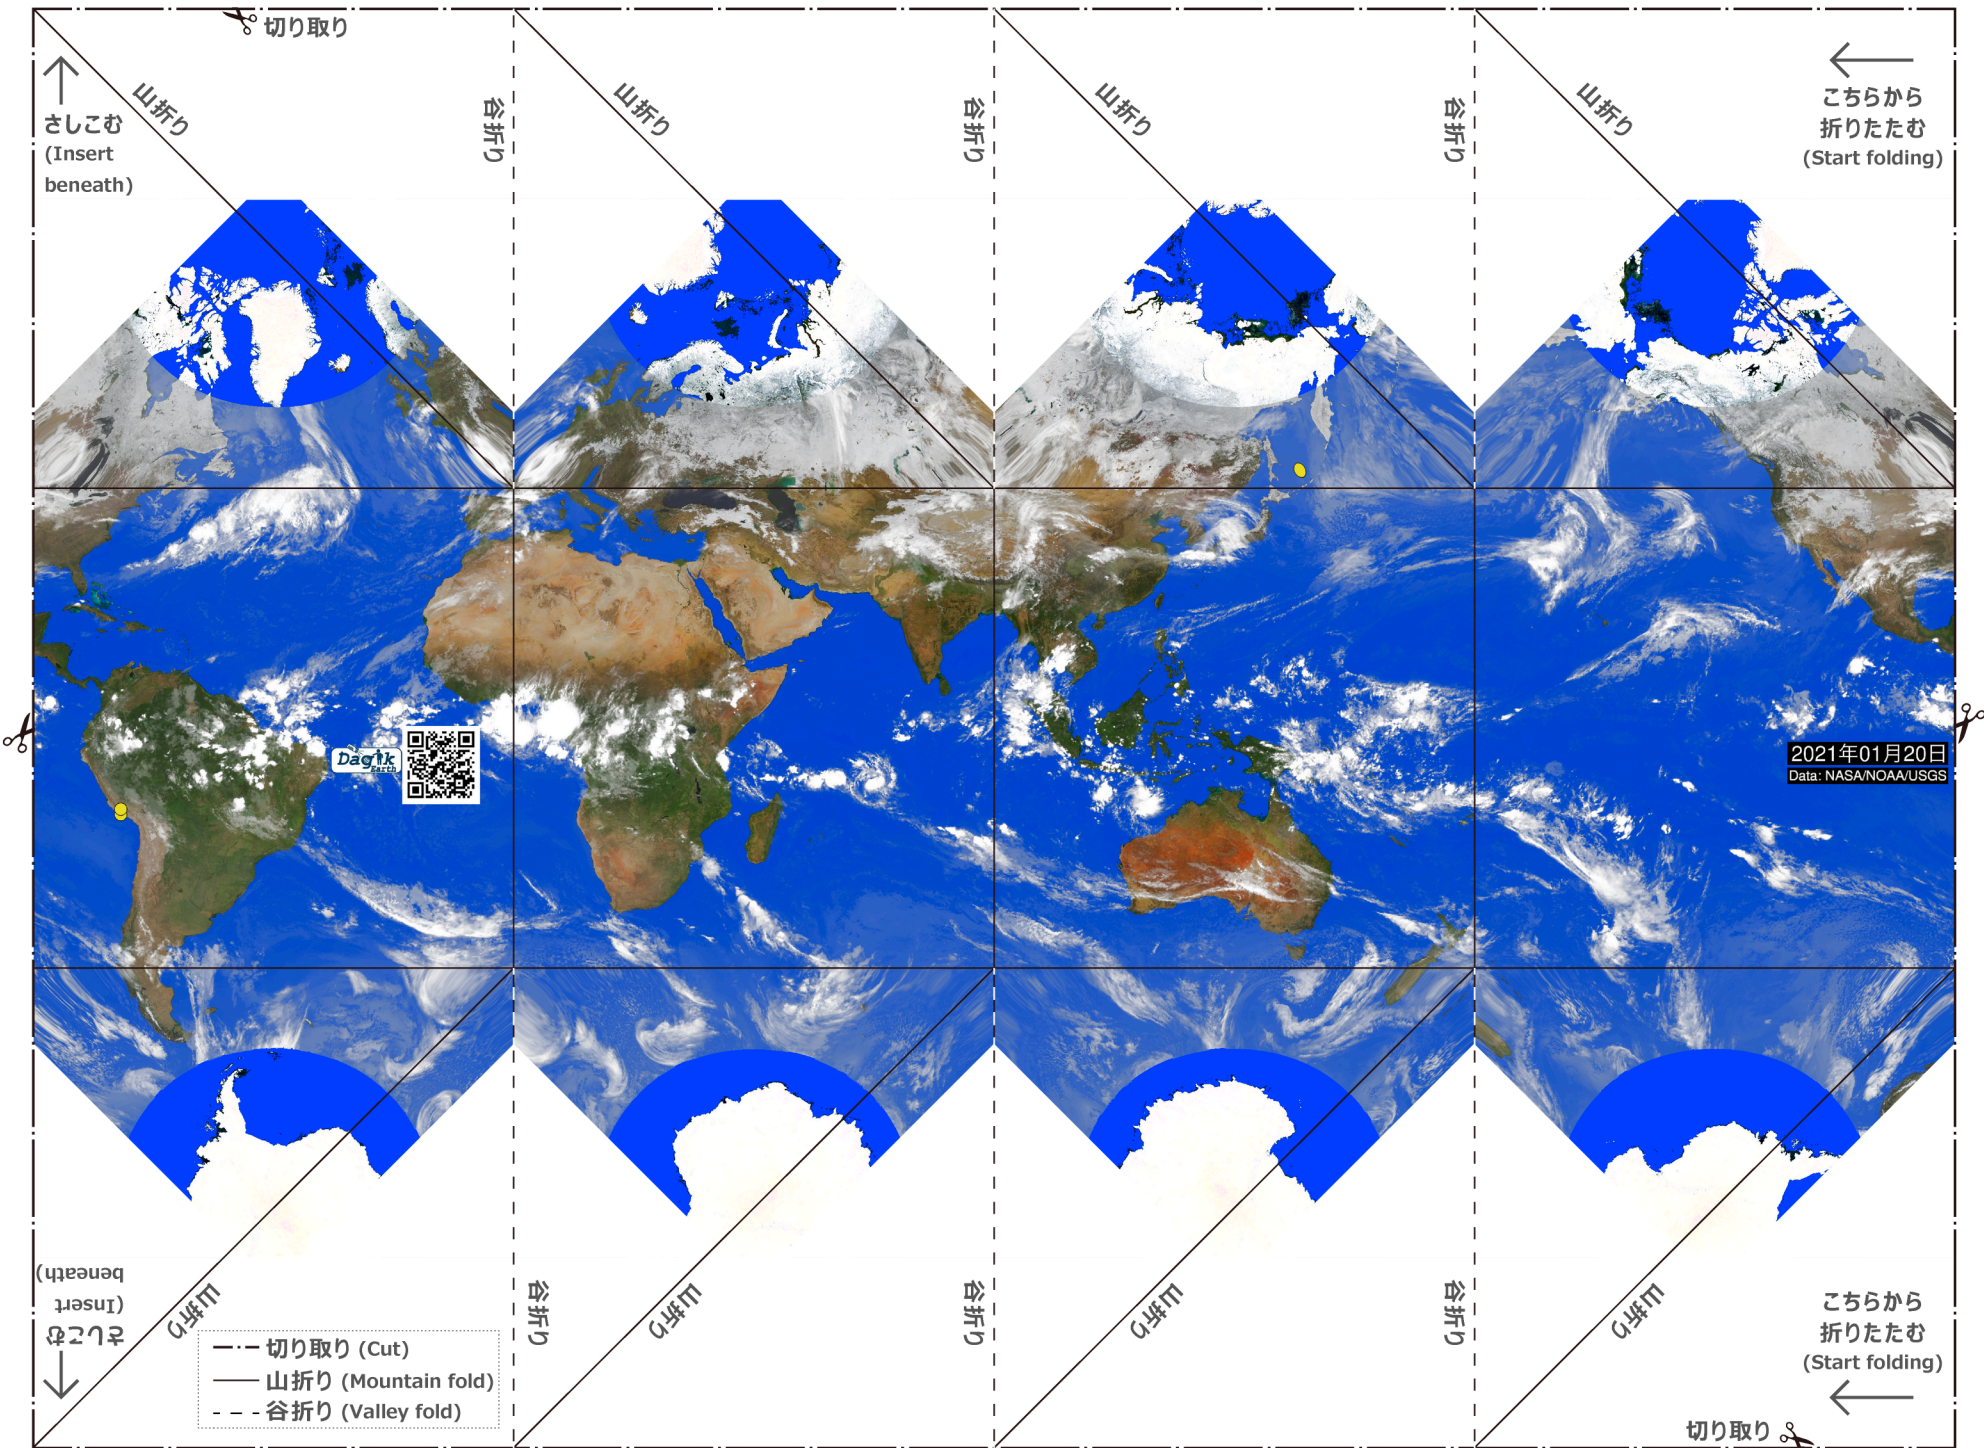 切り取り
山折り
谷折り
山折り
谷折り
山折り
谷折り
山折り
さしこむ
(Insert
beneath)
こちらから
折りたたむ
(Start folding)
Dagik
Earth
2021年01月20日
Data: NASA/NOAA/USGS
さしこむ
(Insert
beneath)
山折り
谷折り
山折り
谷折り
山折り
谷折り
山折り
こちらから
折りたたむ
(Start folding)
切り取り (Cut)
山折り (Mountain fold)
谷折り (Valley fold)
切り取り